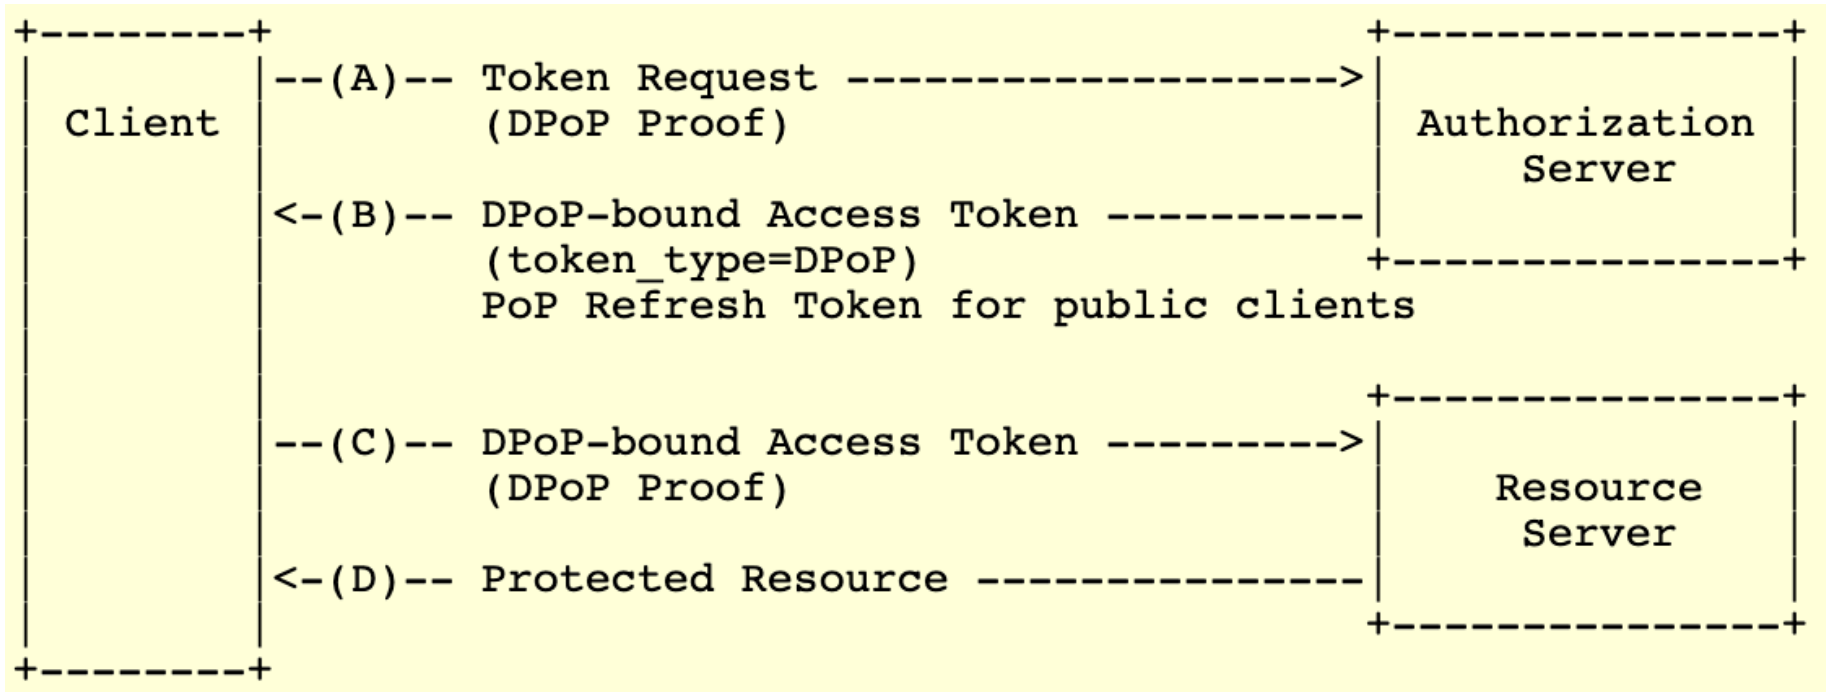 +--------+                                          +---------------+
|        |--(A)-- Token Request ------------------->|               |
| Client |        (DPoP Proof)                      | Authorization |
|        |                                          |     Server    |
|        |<-(B)-- DPoP-bound Access Token ----------|               |
|        |        (token_type=DPoP)                 +---------------+
|        |        PoP Refresh Token for public clients
|        |
|        |                                          +---------------+
|        |--(C)-- DPoP-bound Access Token --------->|               |
|        |        (DPoP Proof)                      |    Resource   |
|        |                                          |     Server    |
|        |<-(D)-- Protected Resource ---------------|               |
|        |                                          +---------------+
+--------+